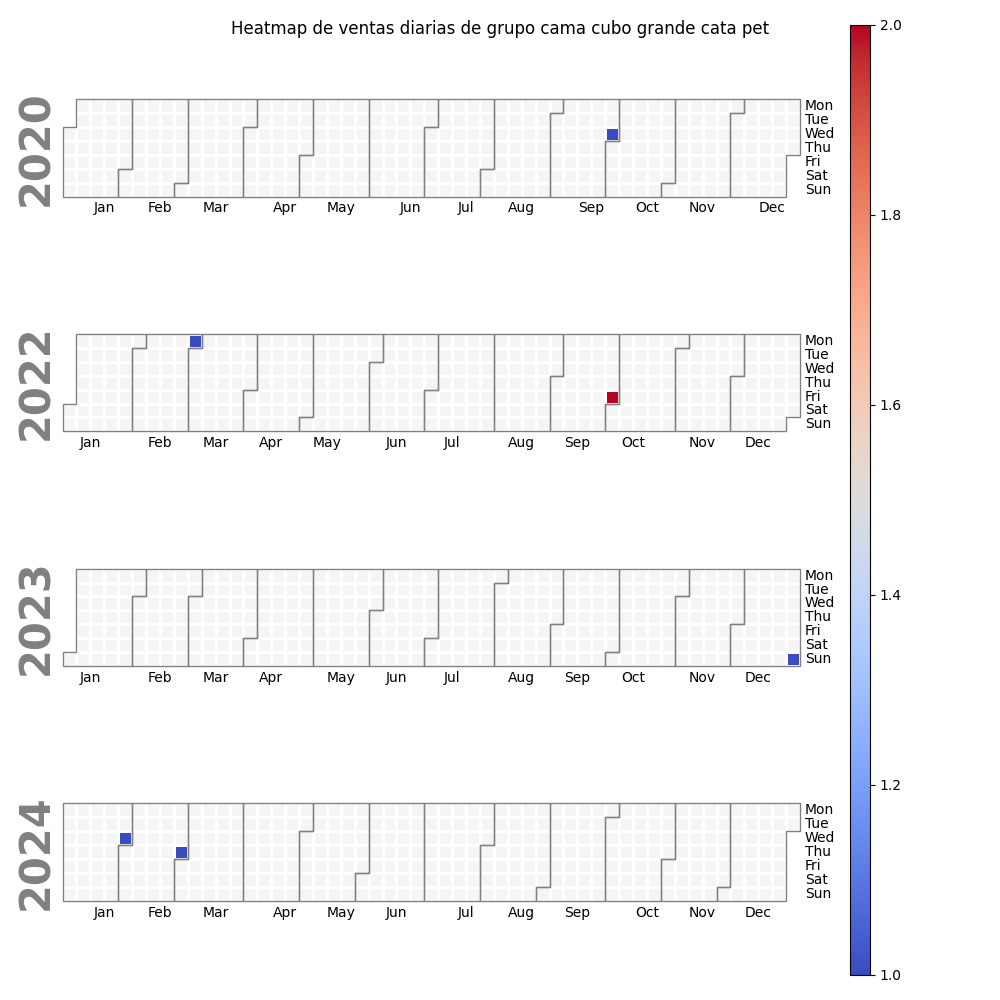 Heatmap de ventas diarias de grupo cama cubo grande cata pet
2020
Mon
Tue
Wed
Thu
Fri
Sat
Sun
Jan Feb Mar Apr May Jun Jul Aug Sep Oct Nov Dec
2022
Mon
Tue
Wed
Thu
Fri
Sat
Sun
Jan Feb Mar Apr May Jun Jul Aug Sep Oct Nov Dec
2023
Mon
Tue
Wed
Thu
Fri
Sat
Sun
Jan Feb Mar Apr May Jun Jul Aug Sep Oct Nov Dec
2024
Mon
Tue
Wed
Thu
Fri
Sat
Sun
Jan Feb Mar Apr May Jun Jul Aug Sep Oct Nov Dec
2.0
1.8
1.6
1.4
1.2
1.0